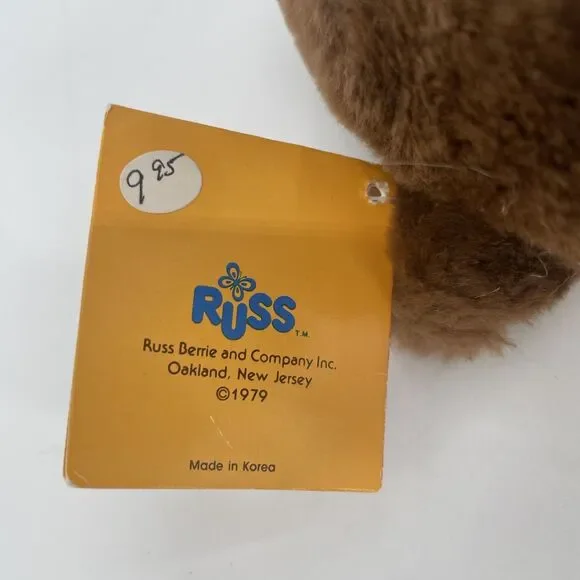 9 95
RUSS T.M.
Russ Berrie and Company Inc.
Oakland, New Jersey
©1979
Made in Korea